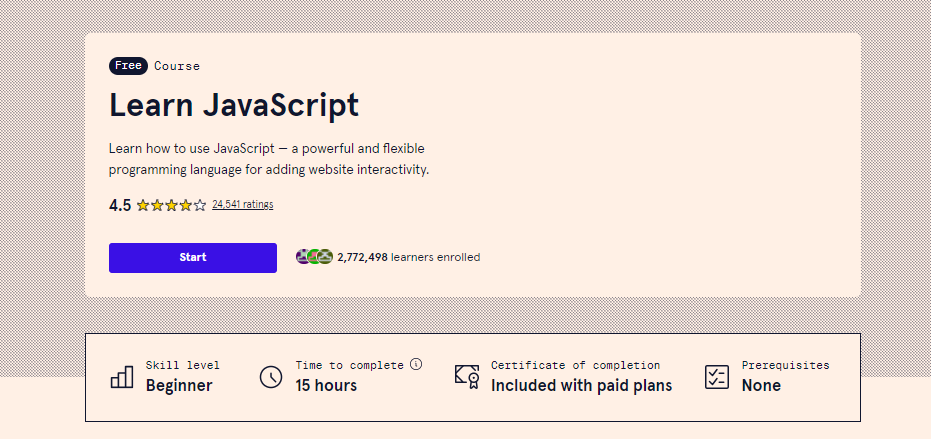 Free Course
Learn JavaScript
Learn how to use JavaScript — a powerful and flexible
programming language for adding website interactivity.
4.5 24,541 ratings
Start 2,772,498 learners enrolled
Skill level
Beginner
Time to complete
15 hours
Certificate of completion
Included with paid plans
Prerequisites
None